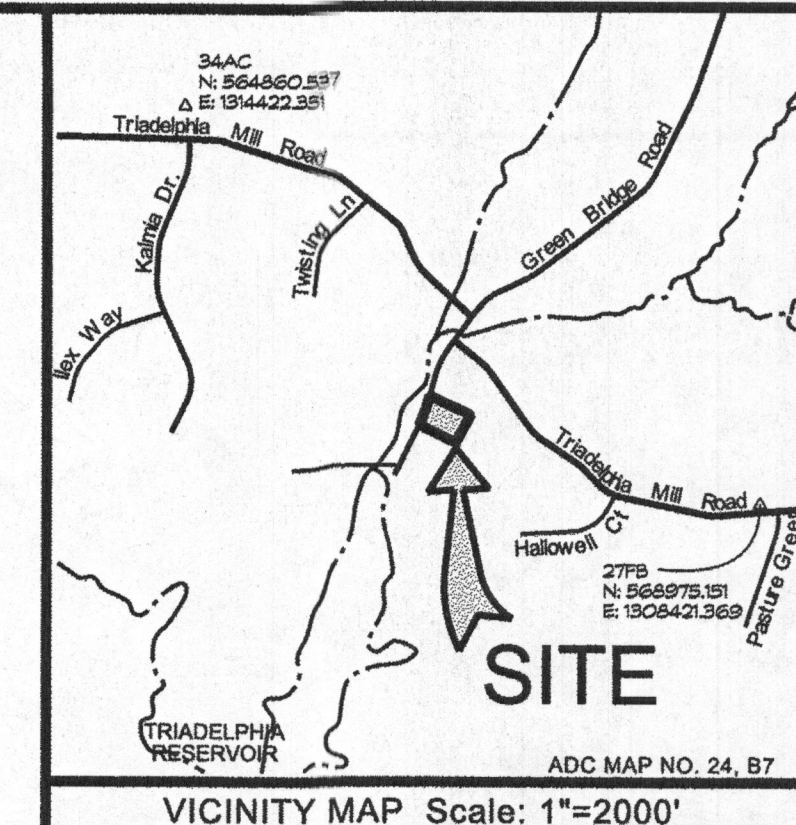 34AC
N: 564860.537
E: 1314422.351
Triadelphia Mill Road
Kalmia Dr.
Twisting Ln
Green Bridge Road
Ilex Way
Triadelphia Mill Road
Hallowell Ct
27FB
N: 568975.151
E: 1308421.369
Pasture Green
SITE
TRIADELPHIA
RESERVOIR
ADC MAP NO. 24, B7
VICINITY MAP Scale: 1"=2000'